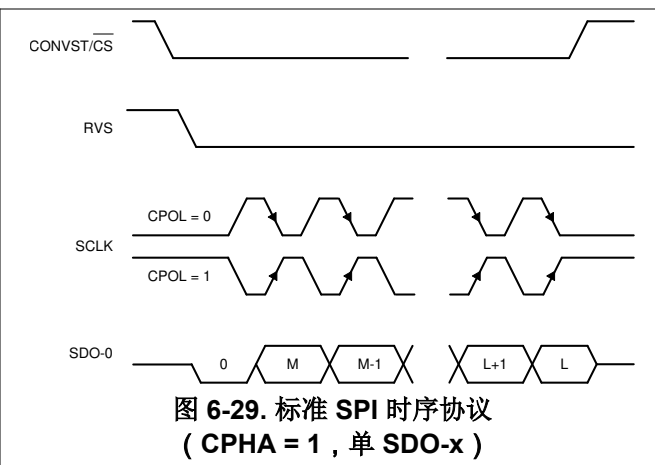 CONVST/CS
RVS
CPOL = 0
SCLK
CPOL = 1
SDO-0
0 M M-1 L+1 L
图 6-29. 标准 SPI 时序协议
（CPHA = 1，单 SDO-x）